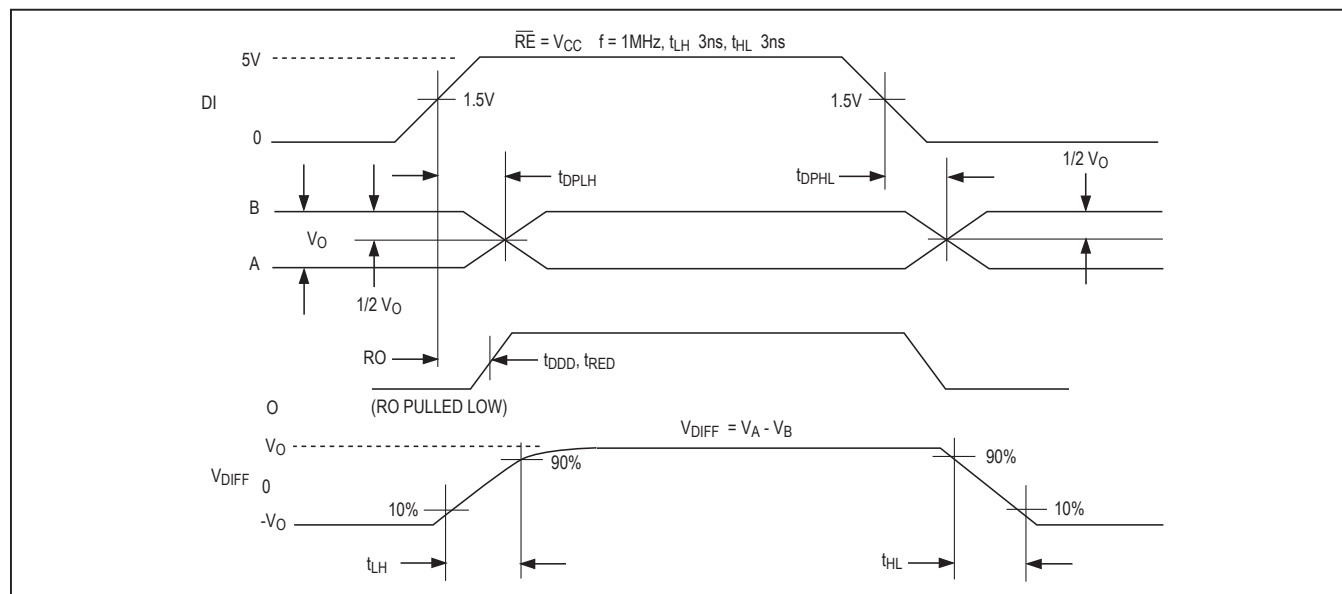 R̅E̅ = VCC f = 1MHz, tLH 3ns, tHL 3ns
5V
DI
1.5V
1.5V
0
tDPLH
tDPHL
1/2 VO
B
VO
A
1/2 VO
RO
tDDD, tRED
O
(RO PULLED LOW)
VDIFF = VA - VB
VO
90%
90%
VDIFF
0
10%
10%
-VO
tLH
tHL